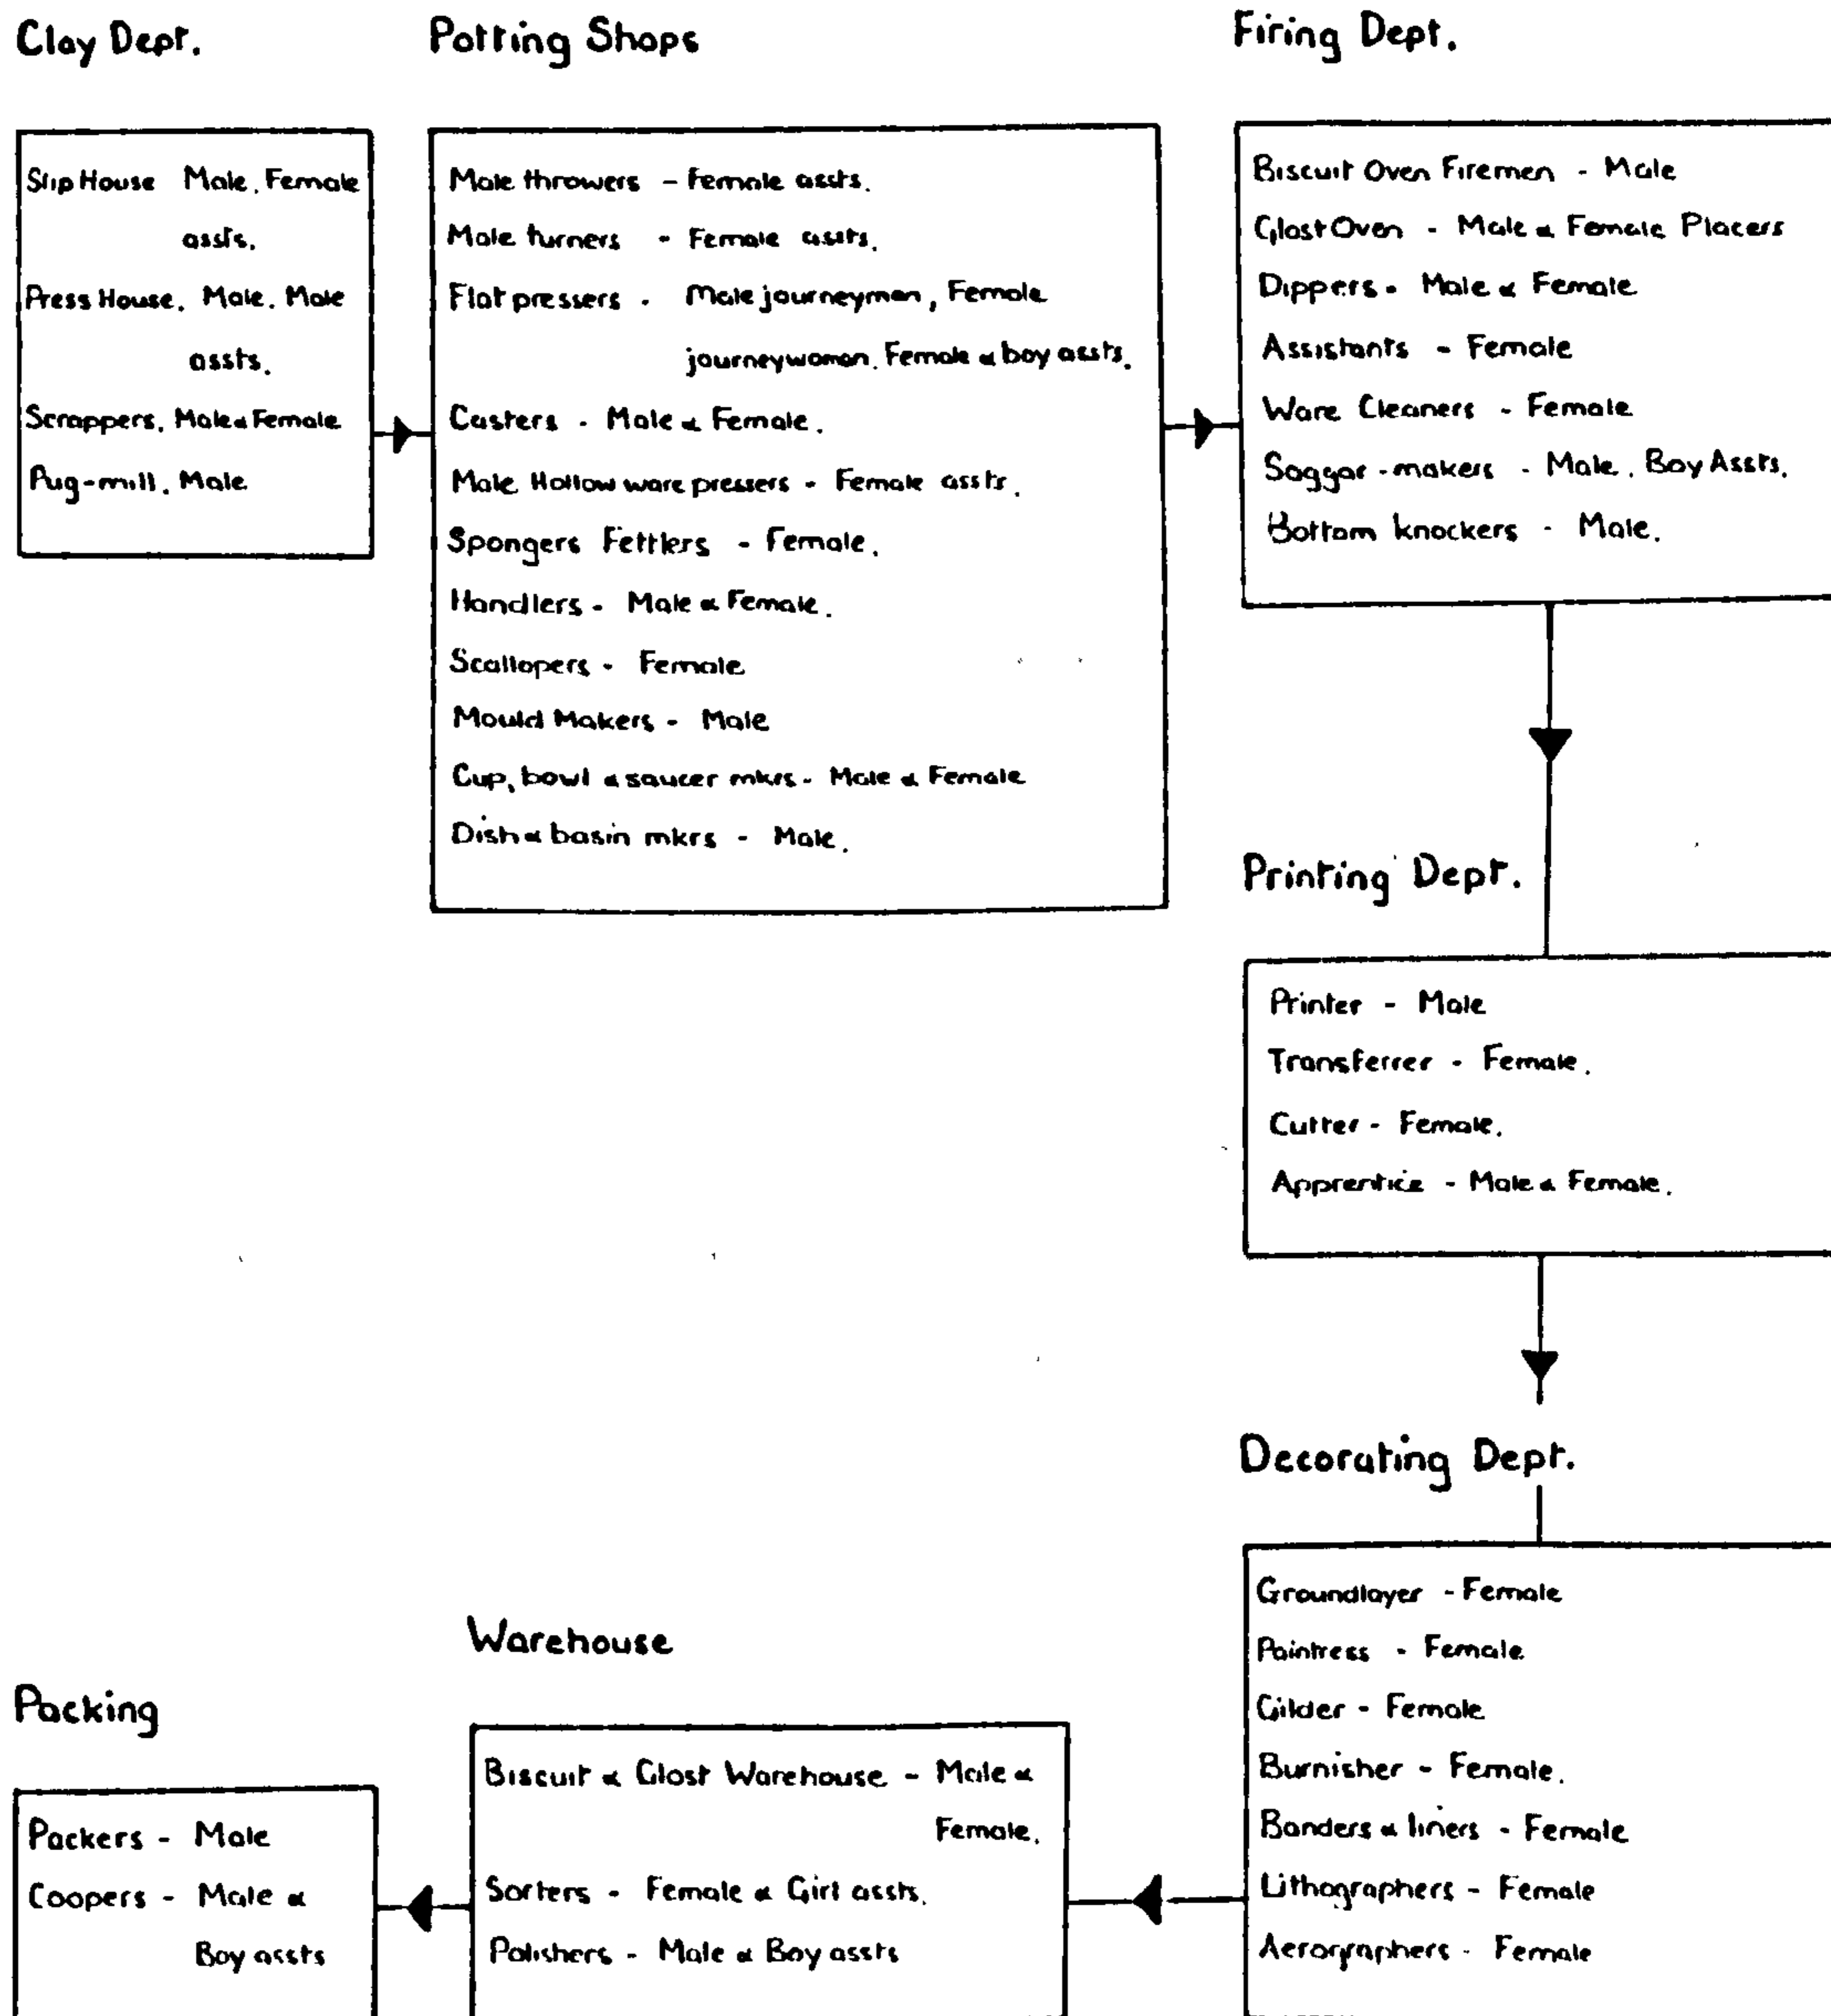 Clay Dept.
Slip House Male, Female
assts.
Press House, Male. Male
assts.
Scrappers, Male & Female
Pug-mill. Male
Potting Shops
Male throwers - Female assts.
Male turners - Female assts.
Flat pressers - Male journeyman, Female
journeywoman. Female & boy assts.
Casters - Male & Female.
Male Hollow ware pressers - Female assts.
Spongers Fettlers - Female.
Handlers - Male & Female.
Scallopers - Female
Mould Makers - Male
Cup, bowl & saucer mkrs - Male & Female
Dish & basin mkrs - Male.
Firing Dept.
Biscuit Oven Firemen - Male
Glost Oven - Male & Female Placers
Dippers - Male & Female
Assistants - Female
Ware Cleaners - Female
Saggar-makers - Male. Boy Assts.
Bottom knockers - Male.
Printing Dept.
Printer - Male
Transferrer - Female.
Cutter - Female.
Apprentice - Male & Female.
Decorating Dept.
Groundlayer - Female
Paintress - Female
Gilder - Female
Burnisher - Female.
Banders & liners - Female
Lithographers - Female
Aerographers - Female
Warehouse
Biscuit & Glost Warehouse - Male &
Female.
Sorters - Female & Girl assts.
Polishers - Male & Boy assts
Packing
Packers - Male
Coopers - Male &
Boy assts